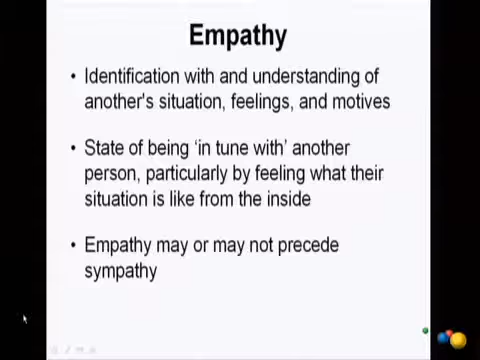 Empathy
• Identification with and understanding of
another's situation, feelings, and motives
• State of being 'in tune with' another
person, particularly by feeling what their
situation is like from the inside
• Empathy may or may not precede
sympathy